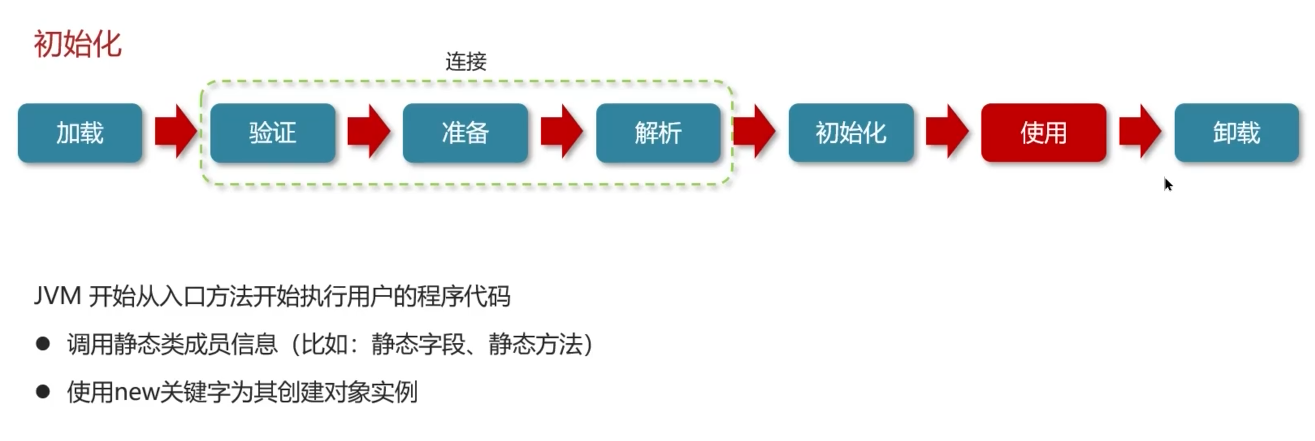 初始化
连接
加载
验证
准备
解析
初始化
使用
卸载
JVM 开始从入口方法开始执行用户的程序代码
● 调用静态类成员信息（比如：静态字段、静态方法）
● 使用new关键字为其创建对象实例